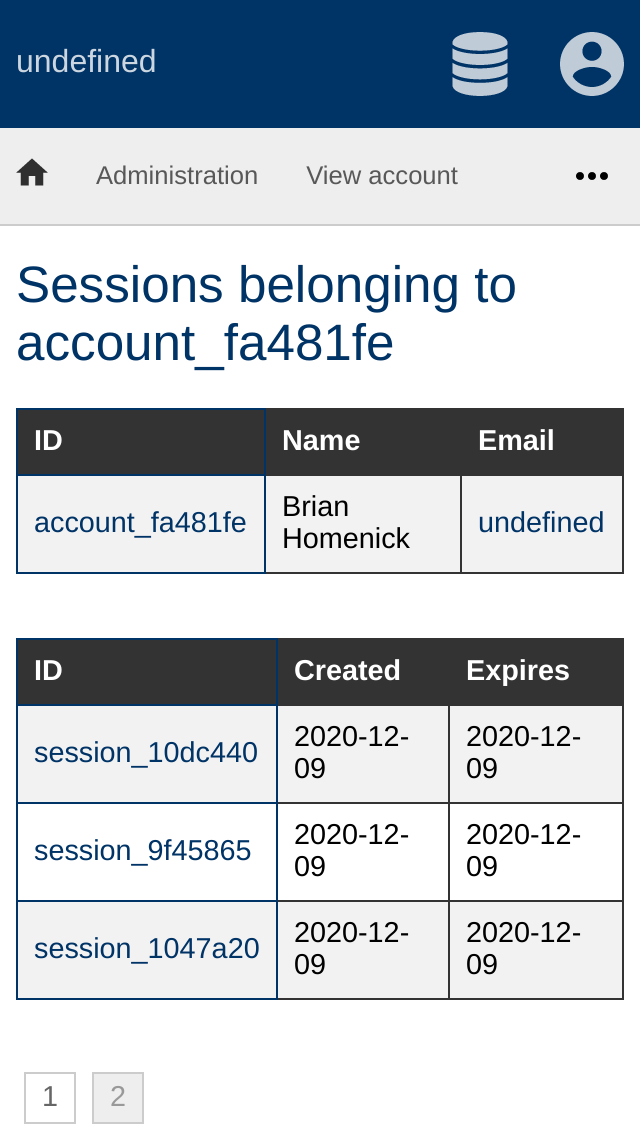 undefined
Administration View account
Sessions belonging to
account_fa481fe
ID Name Email
account_fa481fe Brian Homenick undefined
ID Created Expires
session_10dc440 2020-12-09 2020-12-09
session_9f45865 2020-12-09 2020-12-09
session_1047a20 2020-12-09 2020-12-09
1 2